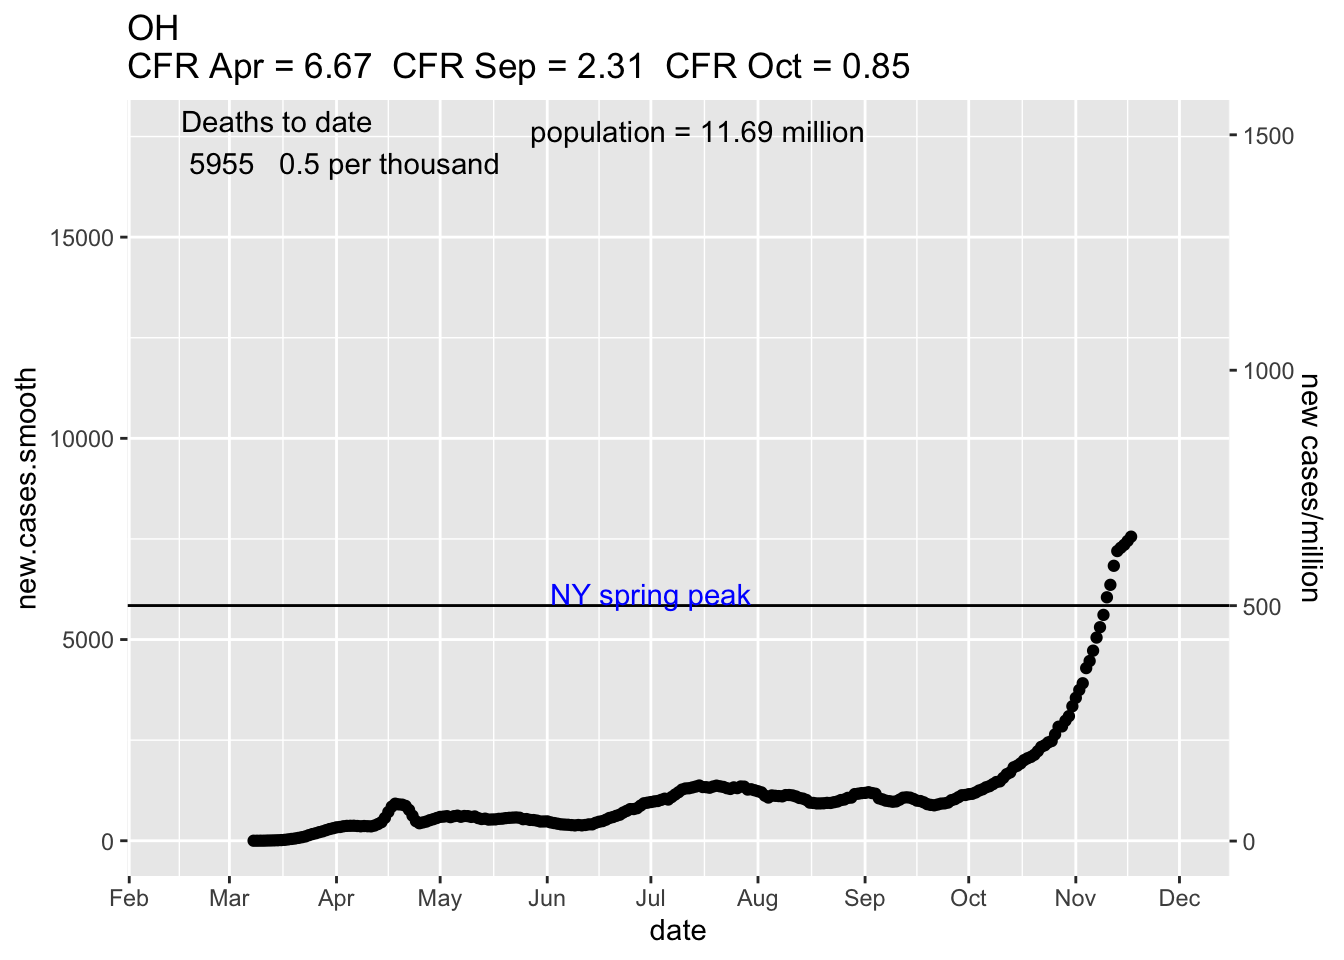 OH
CFR Apr = 6.67 CFR Sep = 2.31 CFR Oct = 0.85
Deaths to date
5955 0.5 per thousand
population = 11.69 million
NY spring peak
new.cases.smooth
15000
10000
5000
0
1500
1000
500
0
new cases/million
Feb Mar Apr May Jun Jul Aug Sep Oct Nov Dec
date